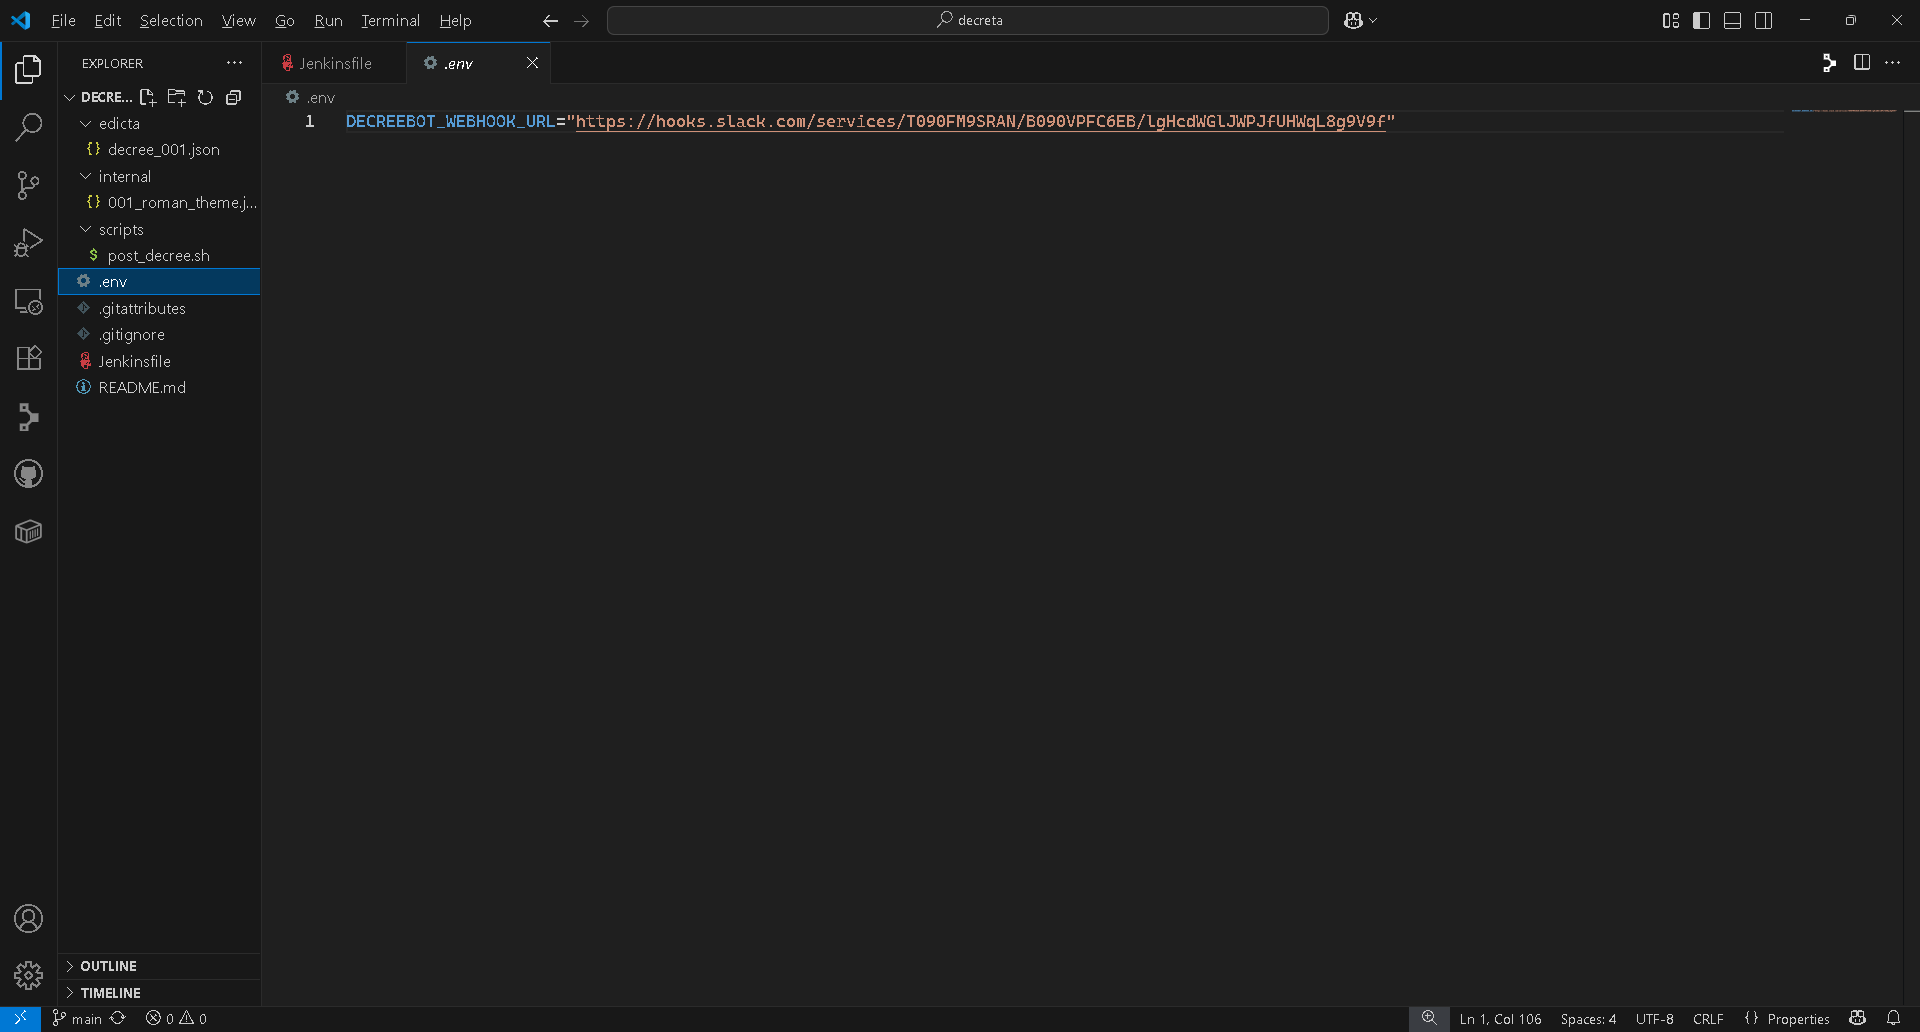 File Edit Selection View Go Run Terminal Help decreta
EXPLORER
Jenkinsfile
.env
DECRE...
.env
edicta
1 DECREEBOT_WEBHOOK_URL="https://hooks.slack.com/services/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"
{} decree_001.json
internal
{} 001_roman_theme.j...
scripts
$ post_decree.sh
.env
.gitattributes
.gitignore
Jenkinsfile
README.md
OUTLINE
TIMELINE
main 0 0 Ln 1, Col 106 Spaces: 4 UTF-8 CRLF {} Properties